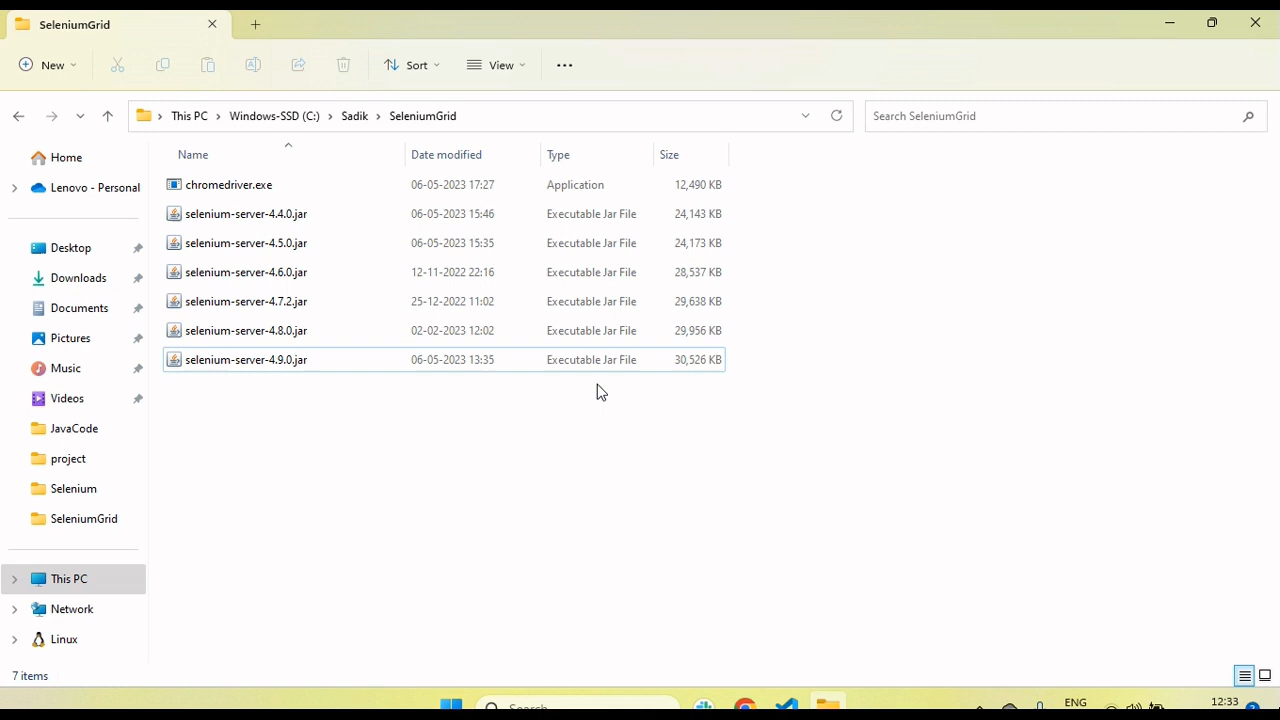 SeleniumGrid
New Sort View
This PC Windows-SSD (C:) Sadik SeleniumGrid Search SeleniumGrid
Name Date modified Type Size
chromedriver.exe 06-05-2023 17:27 Application 12,490 KB
selenium-server-4.4.0.jar 06-05-2023 15:46 Executable Jar File 24,143 KB
selenium-server-4.5.0.jar 06-05-2023 15:35 Executable Jar File 24,173 KB
selenium-server-4.6.0.jar 12-11-2022 22:16 Executable Jar File 28,537 KB
selenium-server-4.7.2.jar 25-12-2022 11:02 Executable Jar File 29,638 KB
selenium-server-4.8.0.jar 02-02-2023 12:02 Executable Jar File 29,956 KB
selenium-server-4.9.0.jar 06-05-2023 13:35 Executable Jar File 30,526 KB
Home
Lenovo - Personal
Desktop
Downloads
Documents
Pictures
Music
Videos
JavaCode
project
Selenium
SeleniumGrid
This PC
Network
Linux
7 items
Search ENG 12:33